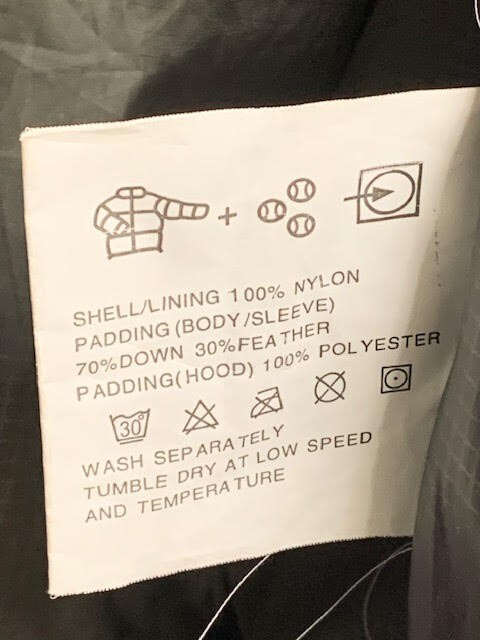 +
SHELL/LINING 100% NYLON
PADDING(BODY/SLEEVE)
70%DOWN 30%FEATHER
PADDING(HOOD) 100% POLYESTER
30°
WASH SEPARATELY
TUMBLE DRY AT LOW SPEED
AND TEMPERATURE